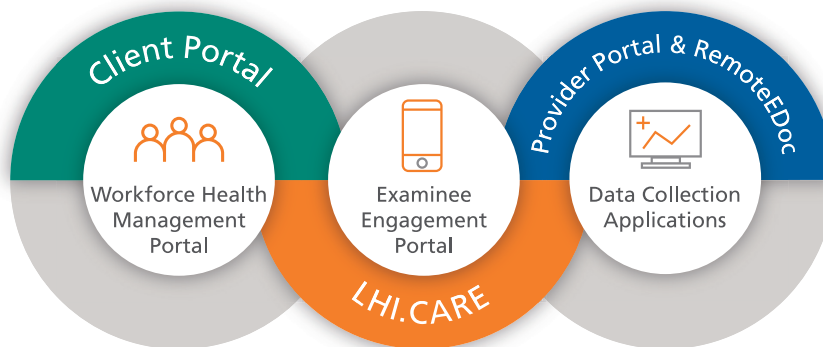 Client Portal
Workforce Health
Management
Portal
Examinee
Engagement
Portal
LHI.CARE
Provider Portal & RemoteEDoc
Data Collection
Applications